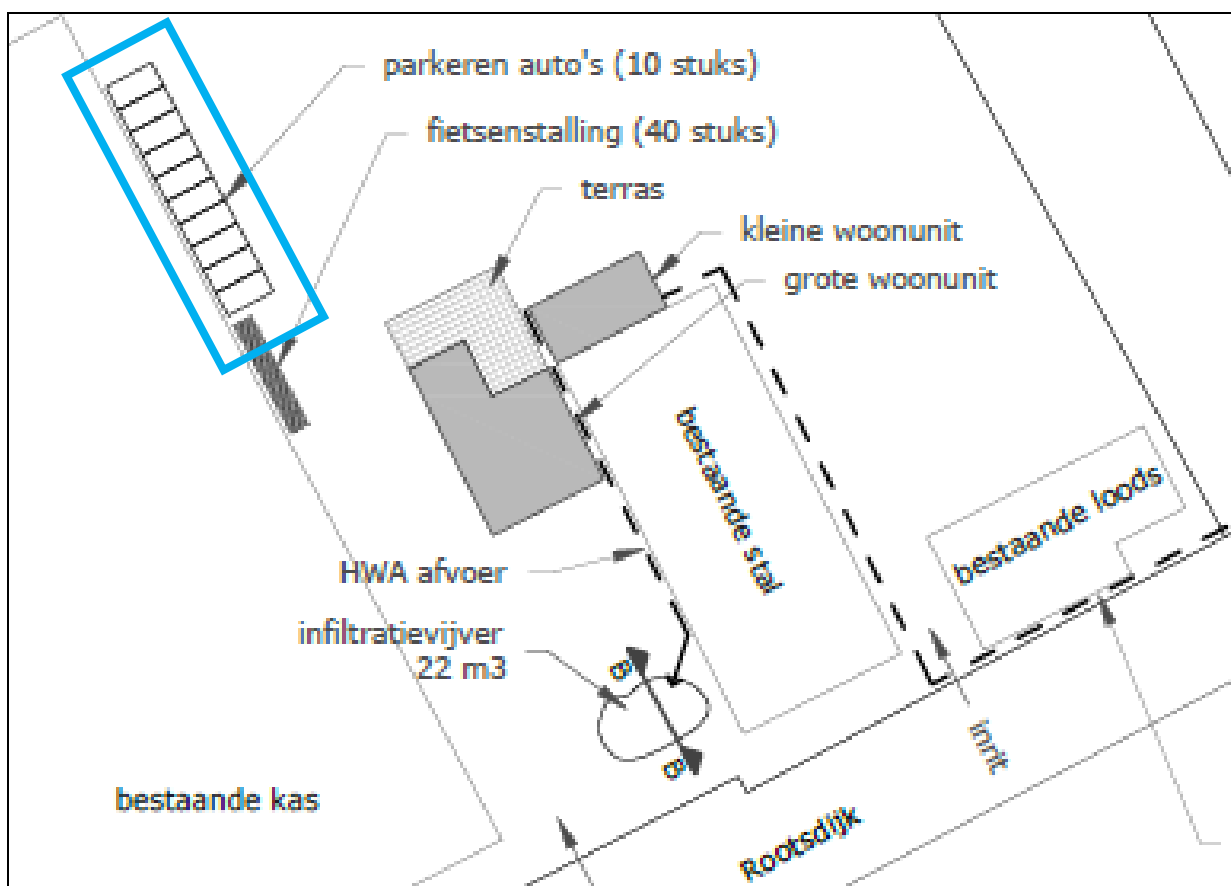 parkeren auto's (10 stuks)
fietsenstalling (40 stuks)
terras
kleine woonunit
grote woonunit
bestaande stal
bestaande loods
HWA afvoer
infiltratievijver
22 m3
B
B
inrit
bestaande kas
Rootsdijk